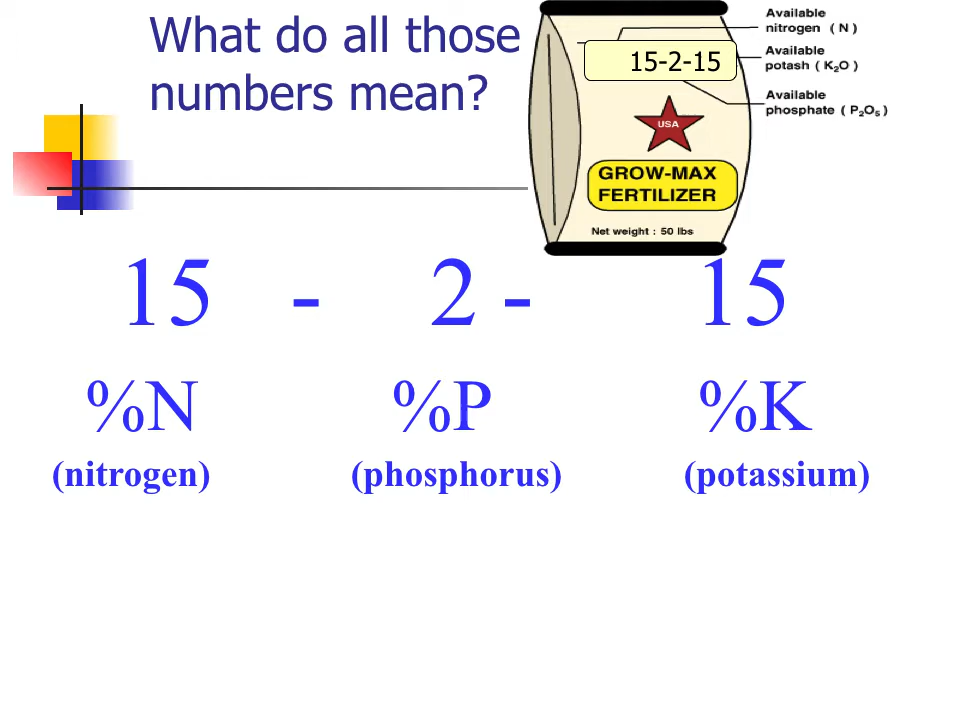 What do all those
numbers mean?
Available
nitrogen ( N )
15-2-15
Available
potash ( K₂O )
Available
phosphate ( P₂O₅ )
USA
GROW-MAX
FERTILIZER
Net weight : 50 lbs
15 - 2 - 15
%N %P %K
(nitrogen) (phosphorus) (potassium)